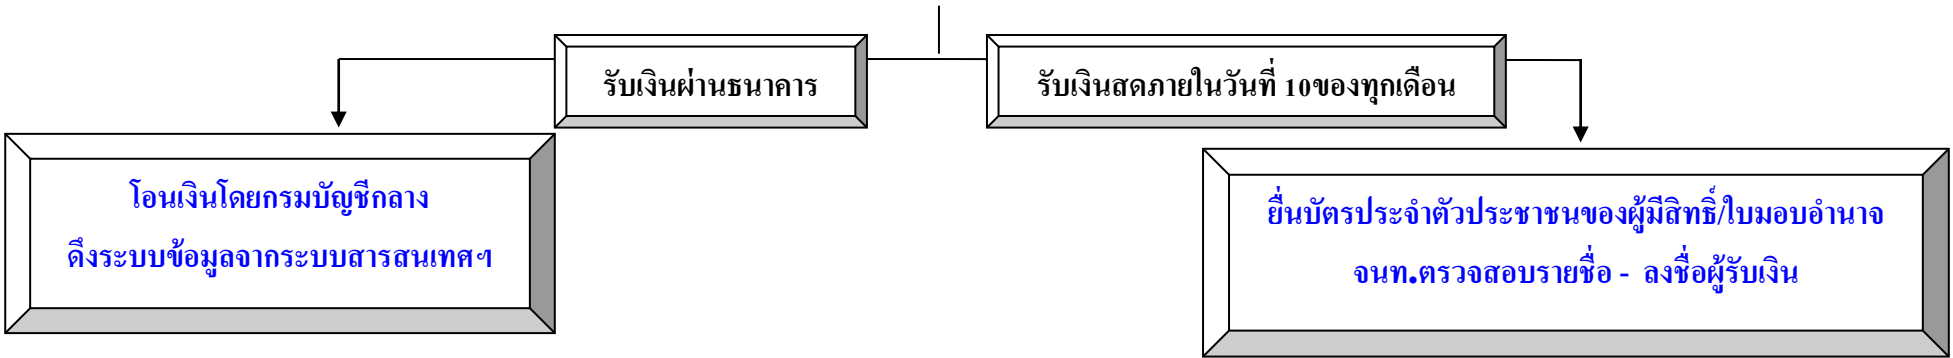 รับเงินผ่านธนาคาร
รับเงินสดภายในวันที่ 10ของทุกเดือน
โอนเงินโดยกรมบัญชีกลาง
ดึงระบบข้อมูลจากระบบสารสนเทศฯ
ยื่นบัตรประจำตัวประชาชนของผู้มีสิทธิ์/ใบมอบอำนาจ
จนท.ตรวจสอบรายชื่อ - ลงชื่อผู้รับเงิน